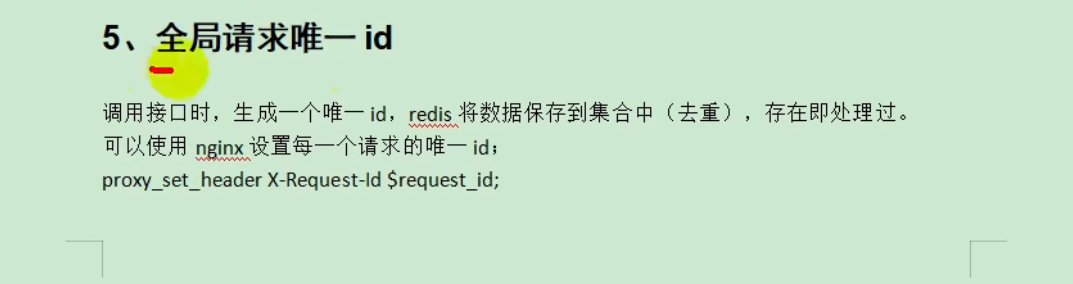 5、全局请求唯一 id
调用接口时，生成一个唯一 id，redis 将数据保存到集合中（去重），存在即处理过。
可以使用 nginx 设置每一个请求的唯一 id；
proxy_set_header X-Request-Id $request_id;